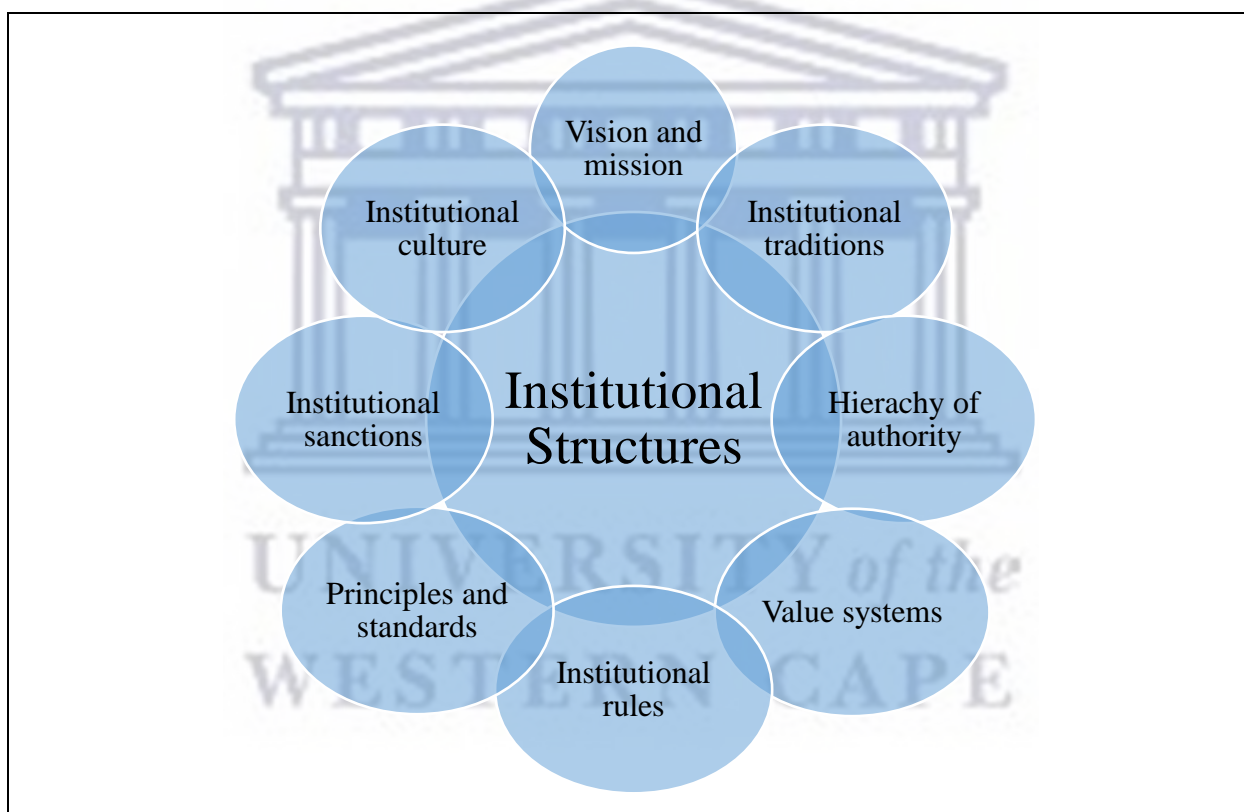 Vision and
mission
Institutional
culture
Institutional
traditions
Institutional
sanctions
Institutional
Structures
Hierachy of
authority
Principles and
standards
Value systems
Institutional
rules
UNIVERSITY of the
WESTERN CAPE